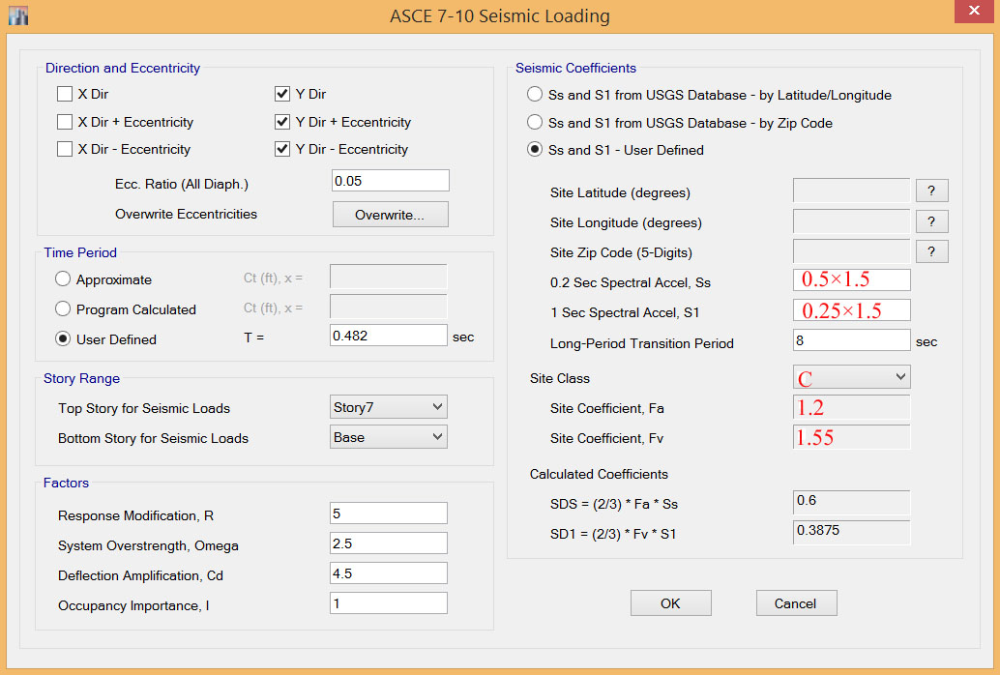 ASCE 7-10 Seismic Loading
Direction and Eccentricity
X Dir
Y Dir
X Dir + Eccentricity
Y Dir + Eccentricity
X Dir - Eccentricity
Y Dir - Eccentricity
Ecc. Ratio (All Diaph.)
0.05
Overwrite Eccentricities
Overwrite...
Time Period
Approximate
Ct (ft), x =
Program Calculated
Ct (ft), x =
User Defined
T =
0.482
sec
Story Range
Top Story for Seismic Loads
Story7
Bottom Story for Seismic Loads
Base
Factors
Response Modification, R
5
System Overstrength, Omega
2.5
Deflection Amplification, Cd
4.5
Occupancy Importance, I
1
Seismic Coefficients
Ss and S1 from USGS Database - by Latitude/Longitude
Ss and S1 from USGS Database - by Zip Code
Ss and S1 - User Defined
Site Latitude (degrees)
?
Site Longitude (degrees)
?
Site Zip Code (5-Digits)
?
0.2 Sec Spectral Accel, Ss
0.5×1.5
1 Sec Spectral Accel, S1
0.25×1.5
Long-Period Transition Period
8
sec
Site Class
C
Site Coefficient, Fa
1.2
Site Coefficient, Fv
1.55
Calculated Coefficients
SDS = (2/3) * Fa * Ss
0.6
SD1 = (2/3) * Fv * S1
0.3875
OK
Cancel